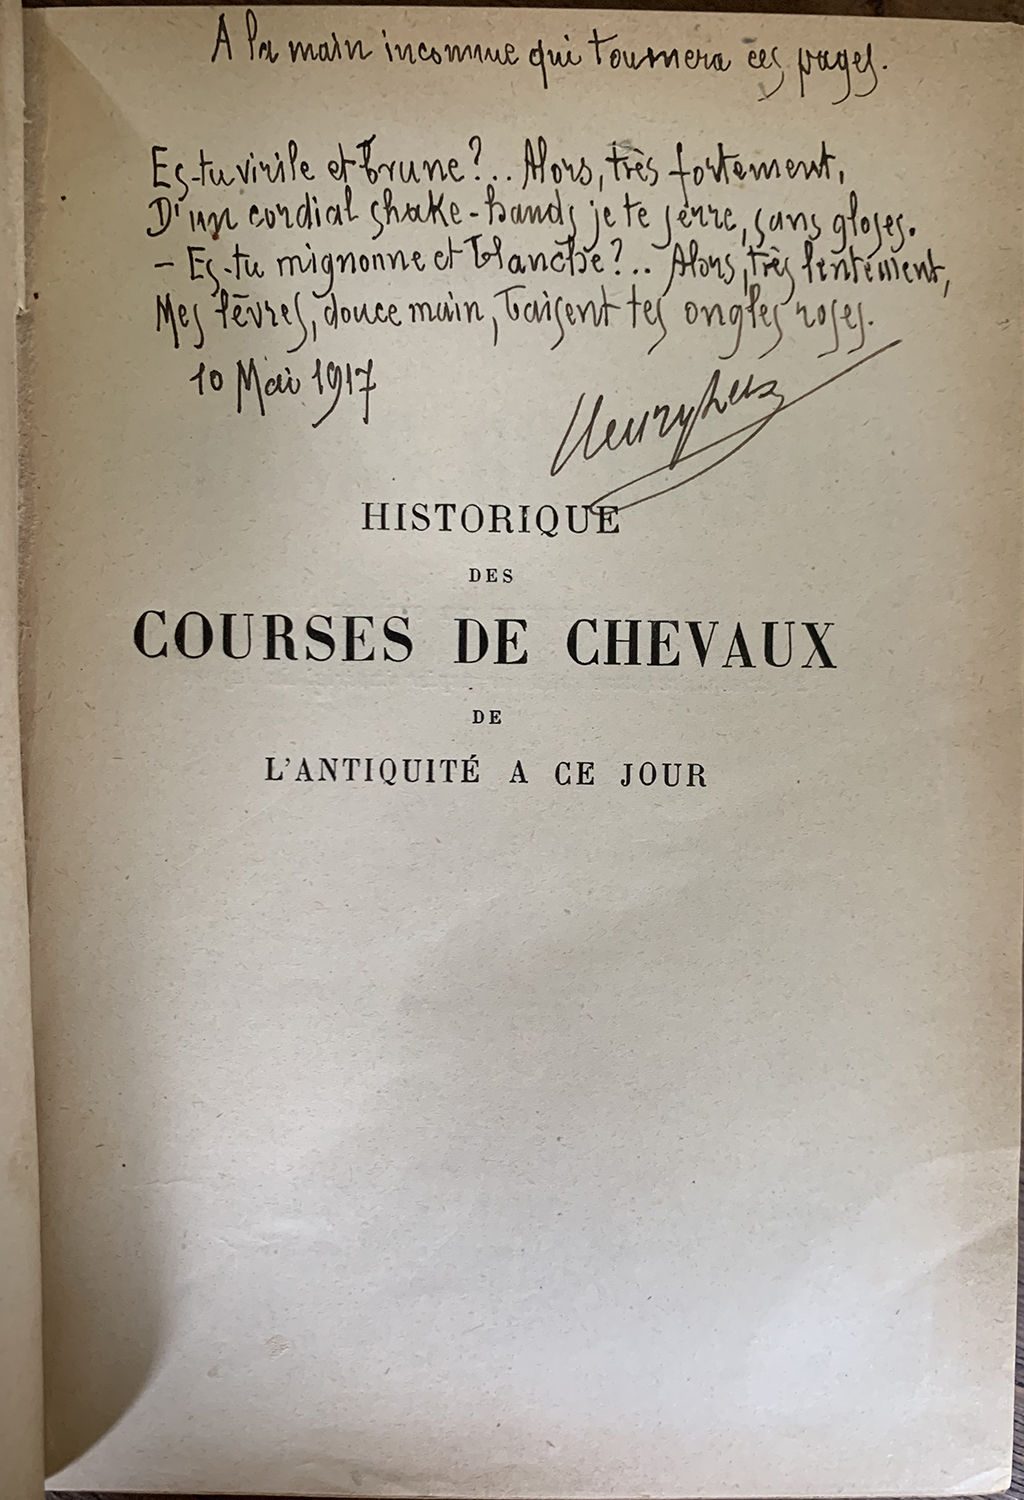 A la main inconnue qui tournera ces pages.
Es-tu virile et brune?.. Alors, très fortement,
D'un cordial shake-hands je te serre, sans gloses.
– Es-tu mignonne et blanche?.. Alors, très lentement,
Mes lèvres, douce main, baisent tes ongles roses.
10 Mai 1917
HISTORIQUE
DES
COURSES DE CHEVAUX
DE
L'ANTIQUITÉ A CE JOUR